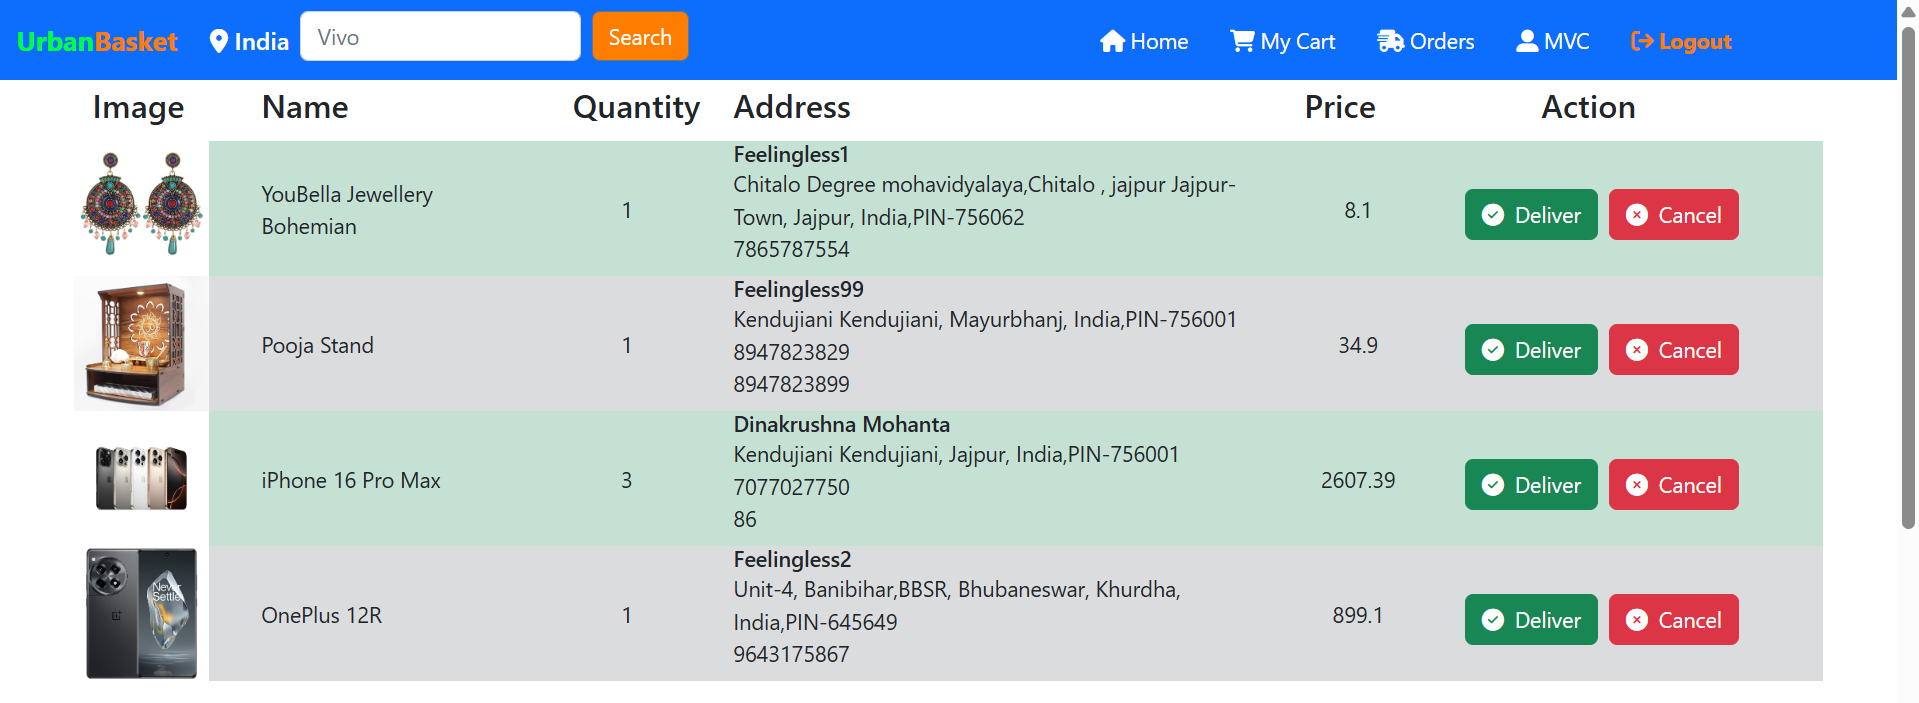 UrbanBasket India Vivo Search Home My Cart Orders MVC Logout
Image Name Quantity Address Price Action
YouBella Jewellery
Bohemian
1
Feelingless1
Chitalo Degree mohavidyalaya,Chitalo , jajpur Jajpur-
Town, Jajpur, India,PIN-756062
7865787554
8.1
Deliver Cancel
Pooja Stand
1
Feelingless99
Kendujiani Kendujiani, Mayurbhanj, India,PIN-756001
8947823829
8947823899
34.9
Deliver Cancel
iPhone 16 Pro Max
3
Dinakrushna Mohanta
Kendujiani Kendujiani, Jajpur, India,PIN-756001
7077027750
86
2607.39
Deliver Cancel
Never
Settle
OnePlus 12R
1
Feelingless2
Unit-4, Banibihar,BBSR, Bhubaneswar, Khurdha,
India,PIN-645649
9643175867
899.1
Deliver Cancel